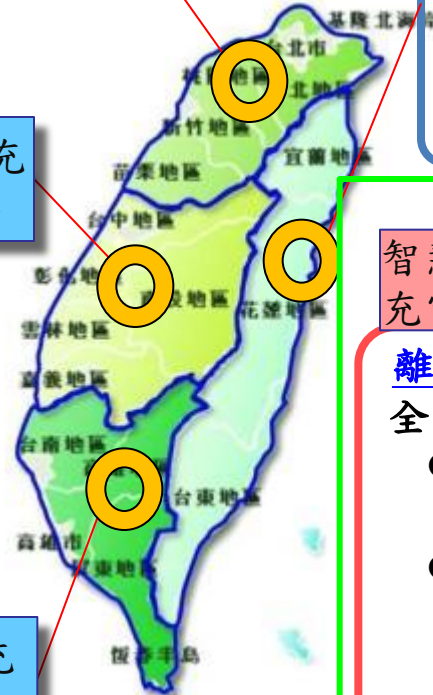 基隆北海岸
台北市
桃園地區
北地區
新竹地區
宜蘭地區
苗栗地區
充
台中地區
智
充
彰化地
投地區
花蓮地區
雲林地區
離
嘉義地區
全
台南地區
台東地區
高雄市
屏東地區
恆春半島
充